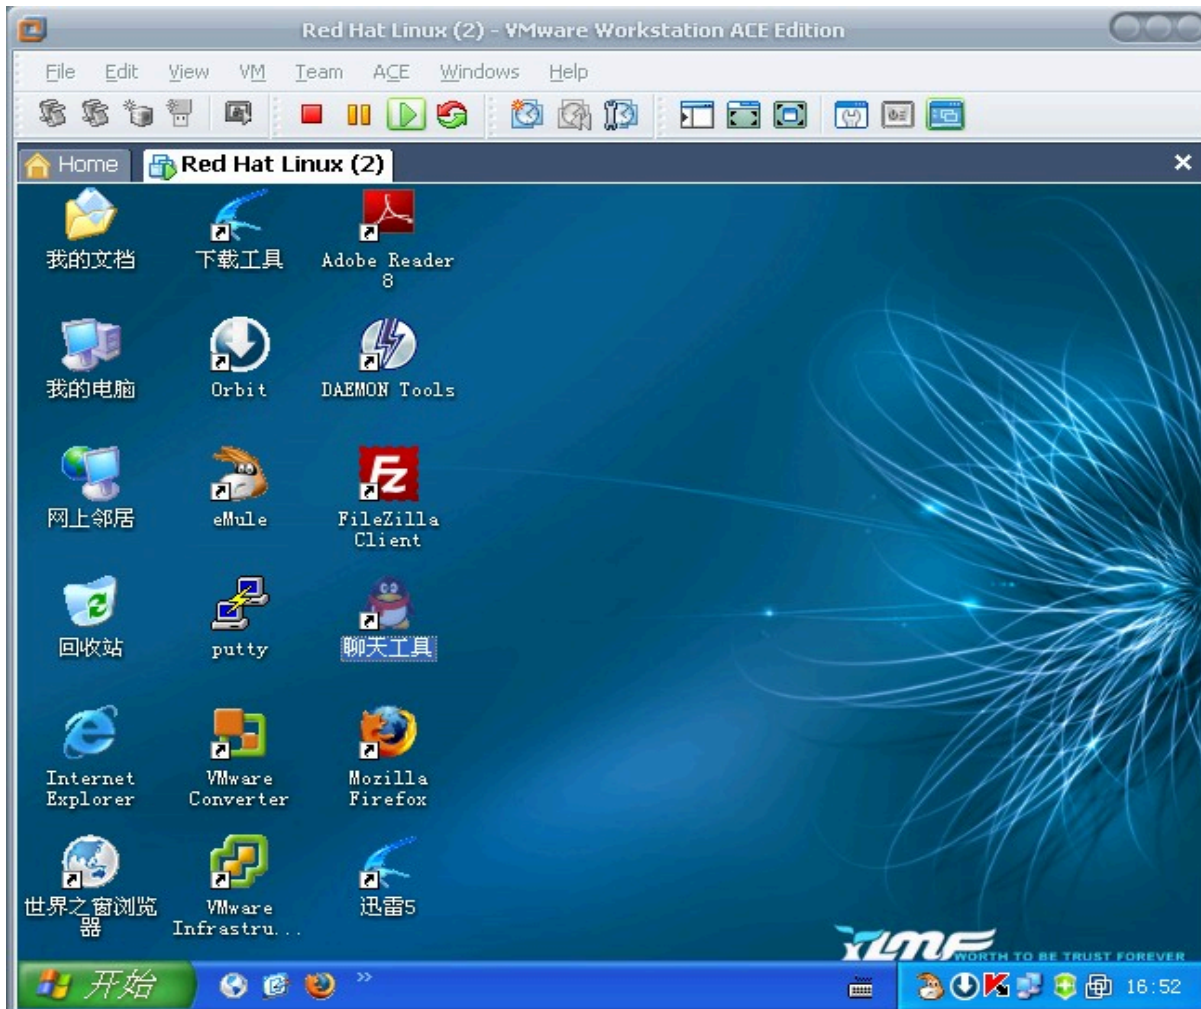 Red Hat Linux (2) - VMware Workstation ACE Edition
File Edit View VM Team ACE Windows Help
Home Red Hat Linux (2)
我的文档 下载工具 Adobe Reader
8
我的电脑 Orbit DAEMON Tools
网上邻居 eMule FileZilla
Client
回收站 putty 聊天工具
Internet VMware Mozilla
Explorer Converter Firefox
世界之窗浏览 VMware 迅雷5
器 Infrastru...
YLMF
WORTH TO BE TRUST FOREVER
开始 16:52